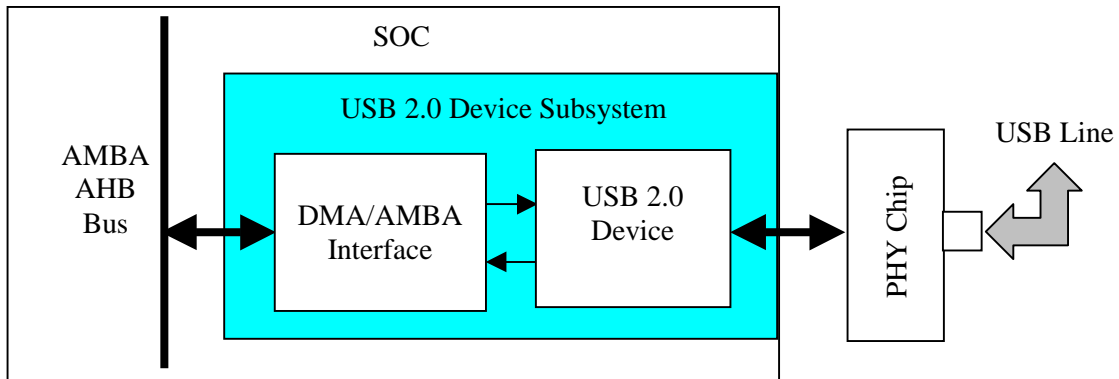 SOC
USB 2.0 Device Subsystem
AMBA
AHB
Bus
DMA/AMBA
Interface
USB 2.0
Device
PHY Chip
USB Line